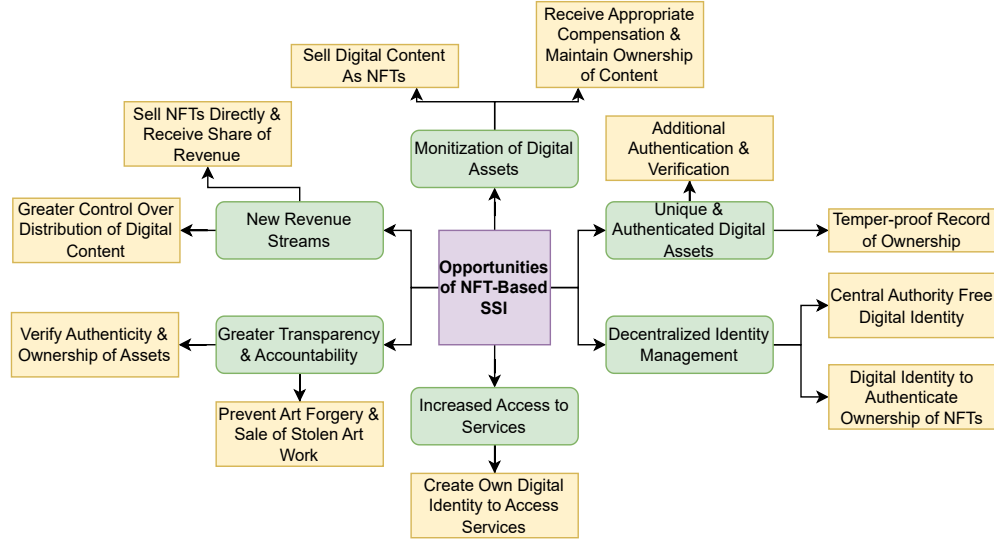 Receive Appropriate
Compensation &
Maintain Ownership
of Content
Sell Digital Content
As NFTs
Sell NFTs Directly &
Receive Share of
Revenue
Monitization of Digital
Assets
Additional
Authentication &
Verification
Greater Control Over
Distribution of Digital
Content
New Revenue
Streams
Unique &
Authenticated Digital
Assets
Temper-proof Record
of Ownership
Opportunites
of NFT-Based
SSI
Central Authority Free
Digital Identity
Verify Authenticity &
Ownership of Assets
Greater Transparency
& Accountability
Decentralized Identity
Management
Digital Identity to
Authenticate
Ownership of NFTs
Prevent Art Forgery &
Sale of Stolen Art
Work
Increased Access to
Services
Create Own Digital
Identity to Access
Services